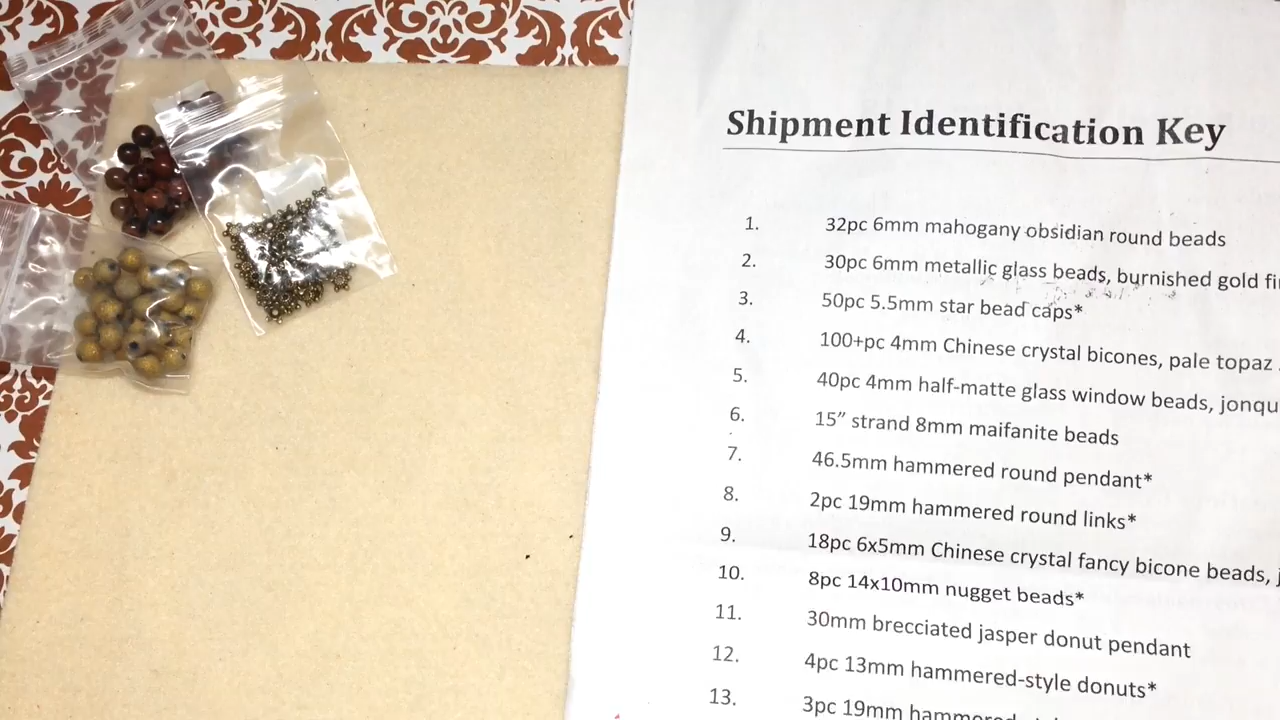 Shipment Identification Key
1. 32pc 6mm mahogany obsidian round beads
2. 30pc 6mm metallic glass beads, burnished gold fi
3. 50pc 5.5mm star bead caps*
4. 100+pc 4mm Chinese crystal bicones, pale topaz
5. 40pc 4mm half-matte glass window beads, jonqu
6. 15” strand 8mm maifanite beads
7. 46.5mm hammered round pendant*
8. 2pc 19mm hammered round links*
9. 18pc 6x5mm Chinese crystal fancy bicone beads, j
10. 8pc 14x10mm nugget beads*
11. 30mm brecciated jasper donut pendant
12. 4pc 13mm hammered-style donuts*
13. 3pc 19mm